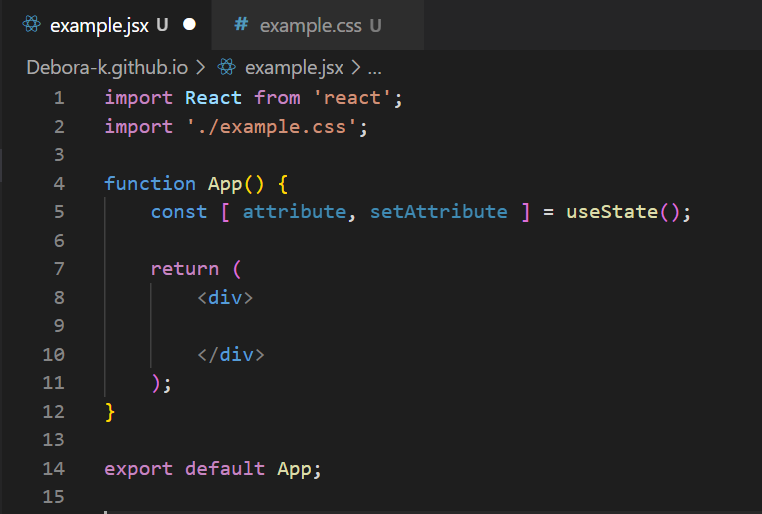 example.jsx U ● # example.css U
Debora-k.github.io > example.jsx > ...
1 import React from 'react';
2 import './example.css';
3
4 function App() {
5     const [ attribute, setAttribute ] = useState();
6
7     return (
8         <div>
9
10         </div>
11     );
12 }
13
14 export default App;
15